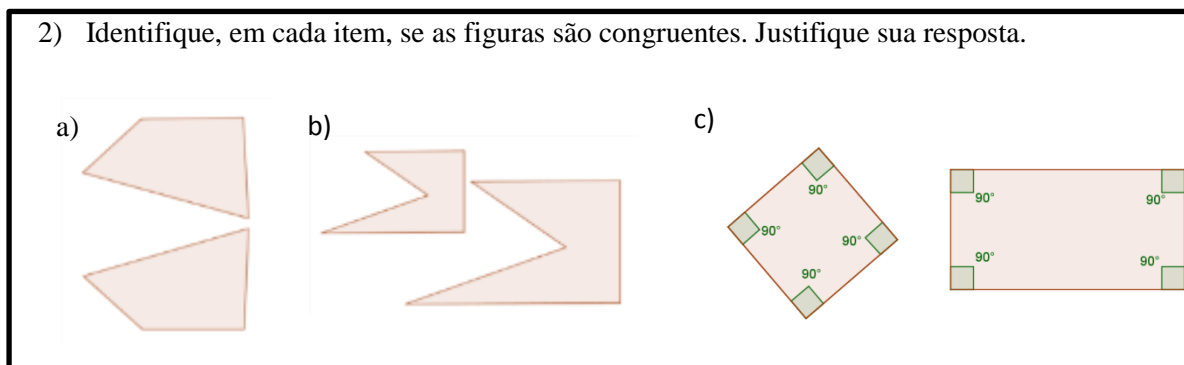 2) Identifique, em cada item, se as figuras são congruentes. Justifique sua resposta.
a)
b)
c)
90°
90°
90°
90°
90°
90°
90°
90°